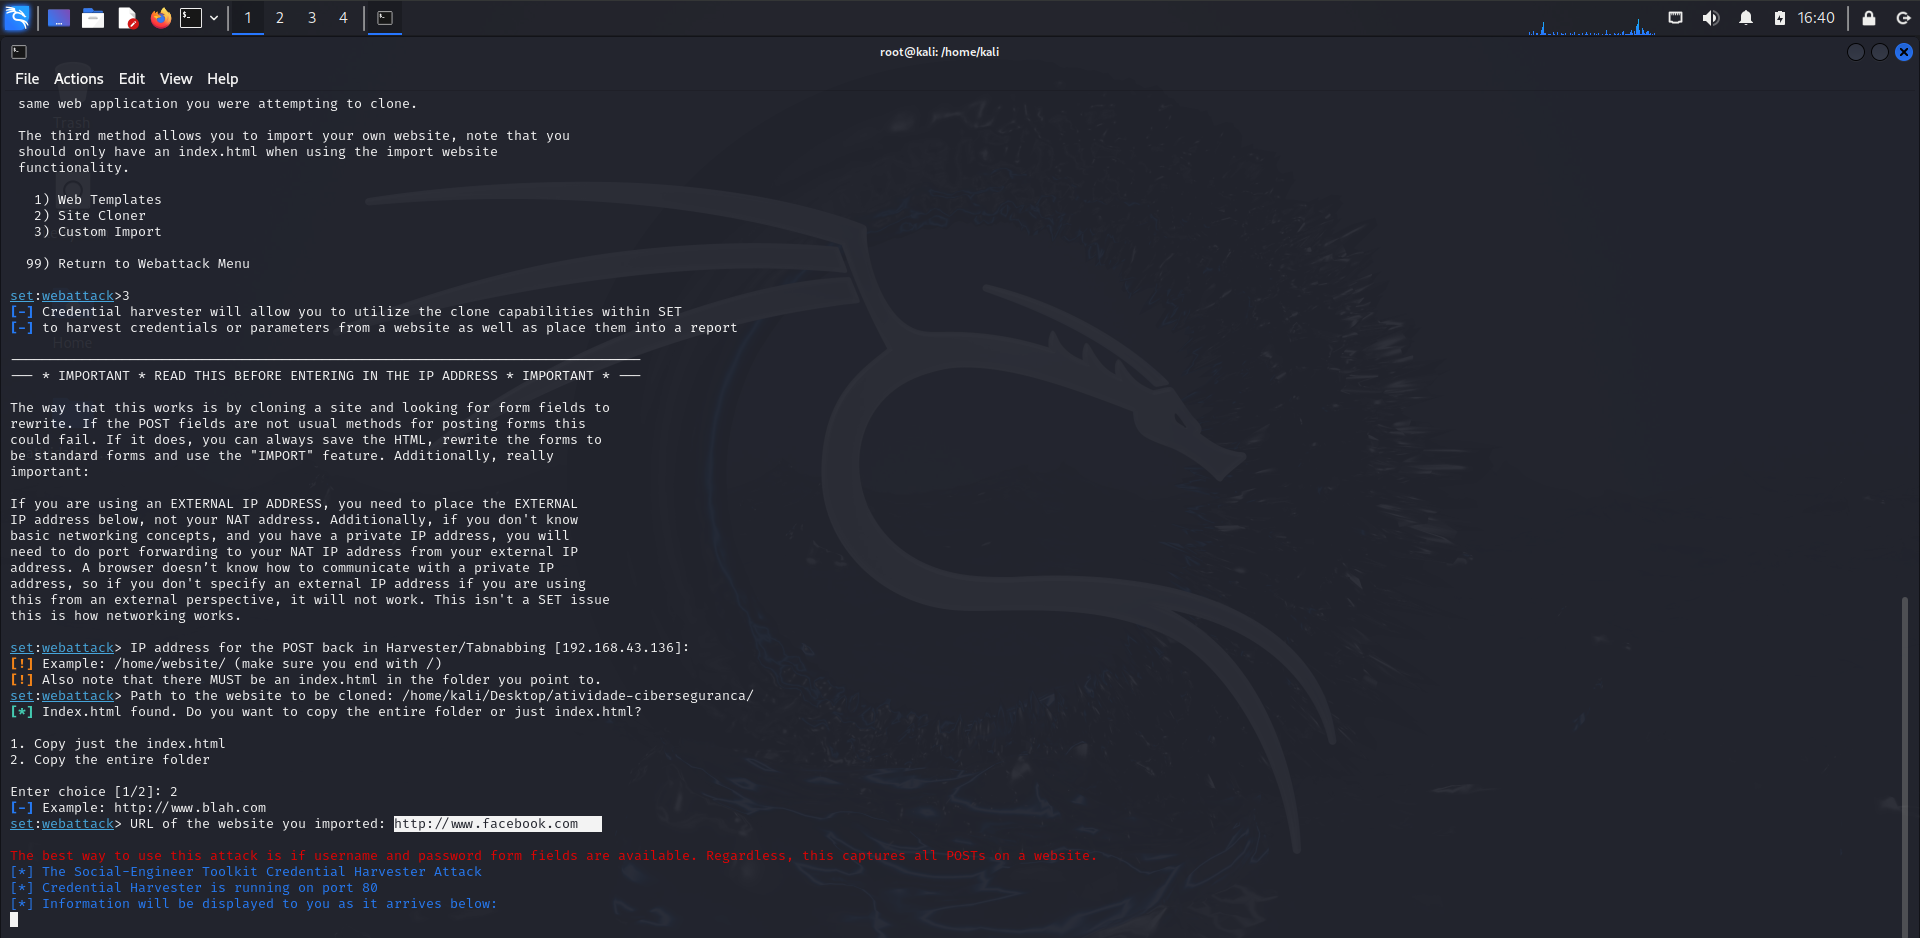 1 2 3 4 16:40
root@kali: /home/kali
File Actions Edit View Help
same web application you were attempting to clone.
Trash
The third method allows you to import your own website, note that you
should only have an index.html when using the import website
functionality.
1) Web Templates
2) Site Cloner
3) Custom Import
99) Return to Webattack Menu
set:webattack>3
[-] Credential harvester will allow you to utilize the clone capabilities within SET
[-] to harvest credentials or parameters from a website as well as place them into a report
Home
--- * IMPORTANT * READ THIS BEFORE ENTERING IN THE IP ADDRESS * IMPORTANT * ---
The way that this works is by cloning a site and looking for form fields to
rewrite. If the POST fields are not usual methods for posting forms this
could fail. If it does, you can always save the HTML, rewrite the forms to
be standard forms and use the "IMPORT" feature. Additionally, really
important:
If you are using an EXTERNAL IP ADDRESS, you need to place the EXTERNAL
IP address below, not your NAT address. Additionally, if you don't know
basic networking concepts, and you have a private IP address, you will
need to do port forwarding to your NAT IP address from your external IP
address. A browser doesn’t know how to communicate with a private IP
address, so if you don't specify an external IP address if you are using
this from an external perspective, it will not work. This isn't a SET issue
this is how networking works.
set:webattack> IP address for the POST back in Harvester/Tabnabbing [192.168.43.136]:
[!] Example: /home/website/ (make sure you end with /)
[!] Also note that there MUST be an index.html in the folder you point to.
set:webattack> Path to the website to be cloned: /home/kali/Desktop/atividade-ciberseguranca/
[*] Index.html found. Do you want to copy the entire folder or just index.html?
1. Copy just the index.html
2. Copy the entire folder
Enter choice [1/2]: 2
[-] Example: http://www.blah.com
set:webattack> URL of the website you imported: http://www.facebook.com
The best way to use this attack is if username and password form fields are available. Regardless, this captures all POSTs on a website.
[*] The Social-Engineer Toolkit Credential Harvester Attack
[*] Credential Harvester is running on port 80
[*] Information will be displayed to you as it arrives below: